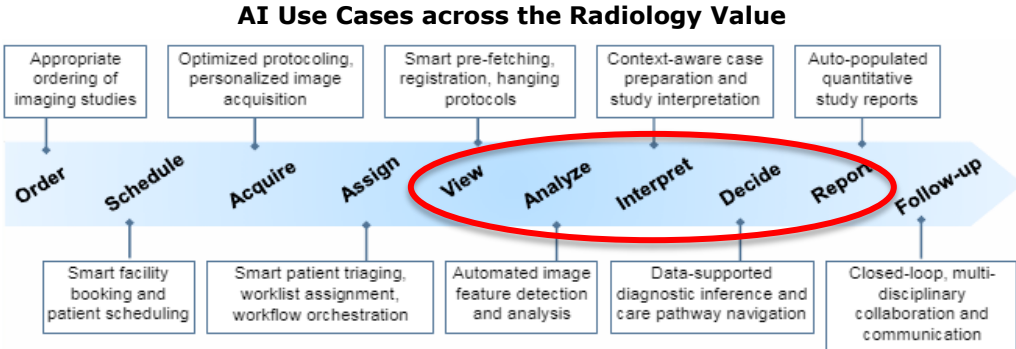 AI Use Cases across the Radiology Value
Appropriate
ordering of
imaging studies
Optimized protocoling,
personalized image
acquisition
Smart pre-fetching,
registration, hanging
protocols
Context-aware case
preparation and
study interpretation
Auto-populated
quantitative
study reports
Order
Schedule
Acquire
Assign
View
Analyze
Interpret
Decide
Report
Follow-up
Smart facility
booking and
patient scheduling
Smart patient triaging,
worklist assignment,
workflow orchestration
Automated image
feature detection
and analysis
Data-supported
diagnostic inference and
care pathway navigation
Closed-loop, multi-
disciplinary
collaboration and
communication